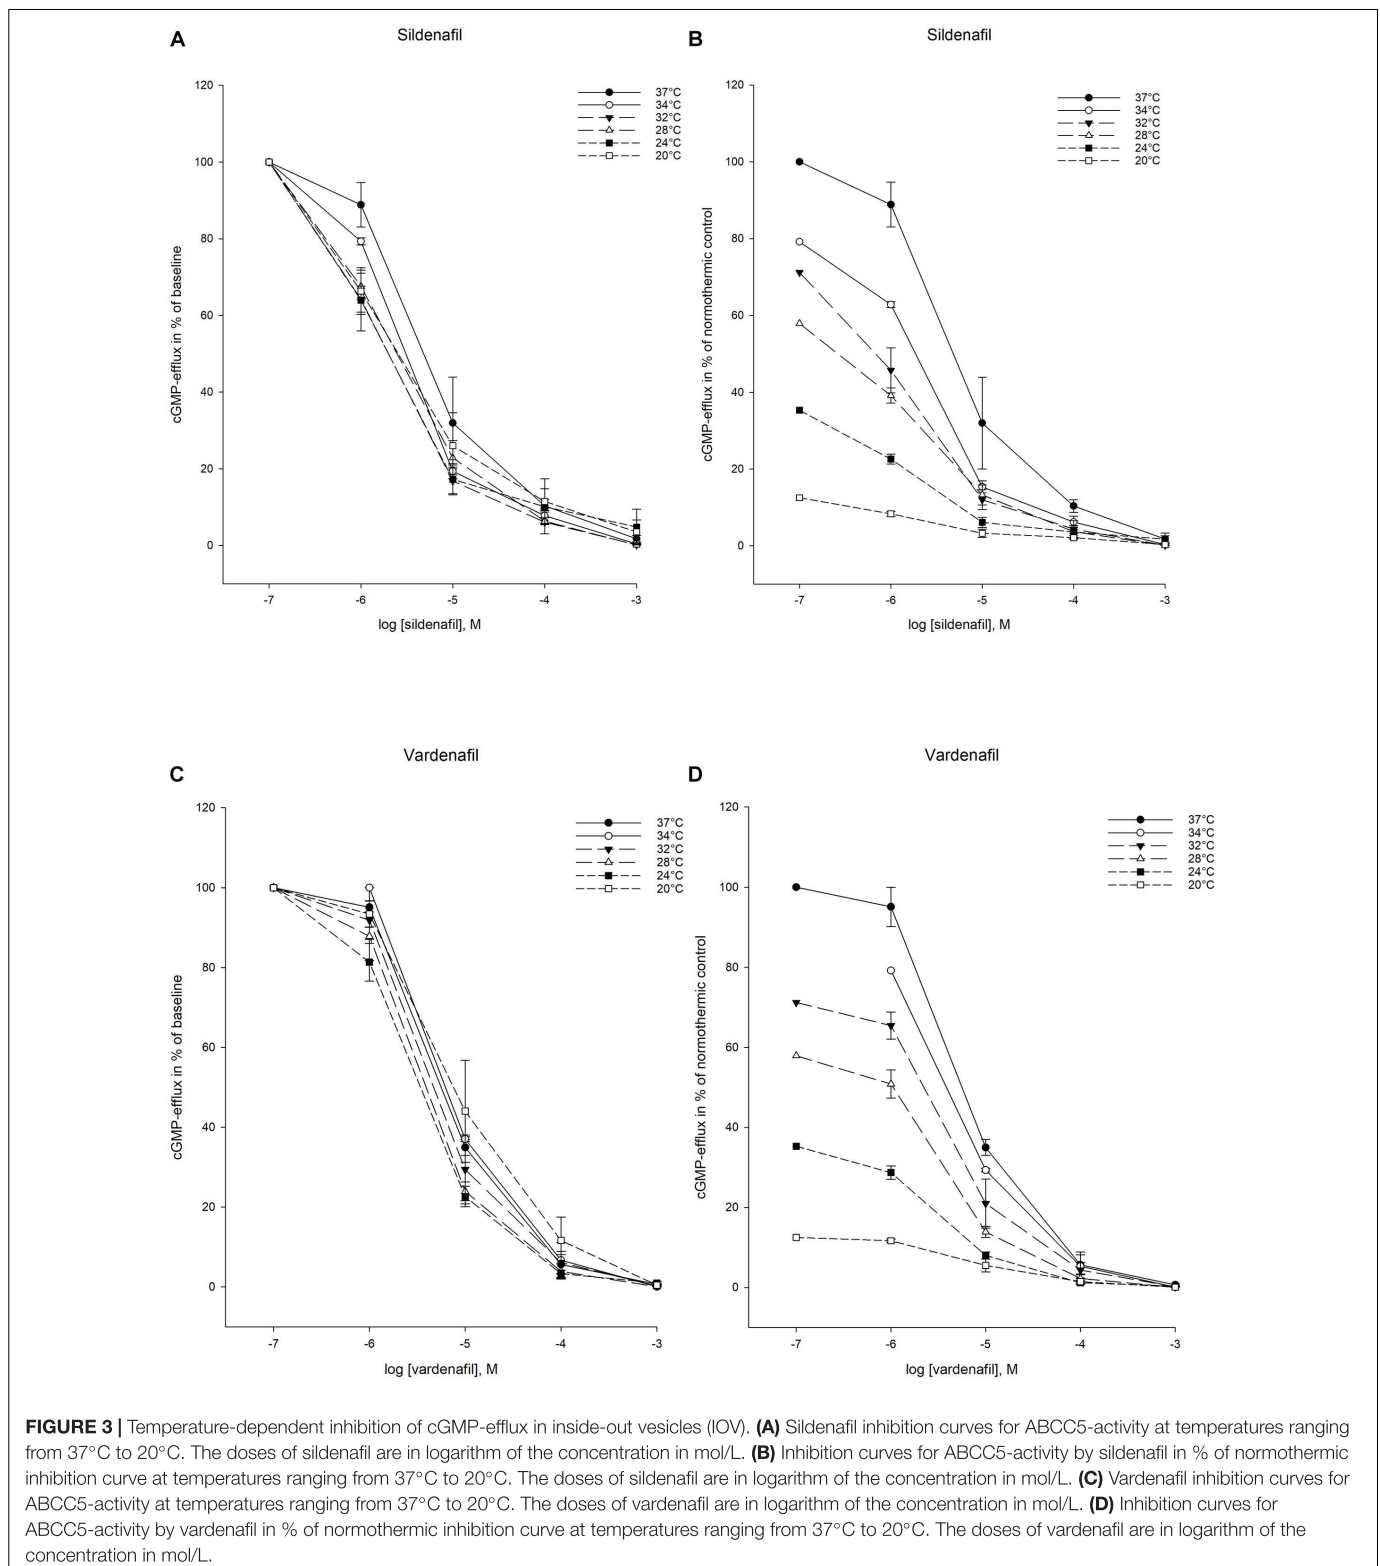 A
Sildenafil
120
100
80
60
40
20
0
cGMP-efflux in % of baseline
37°C
34°C
32°C
28°C
24°C
20°C
-7
-6
-5
-4
-3
log [sildenafil], M
B
Sildenafil
120
100
80
60
40
20
0
cGMP-efflux in % of normothermic control
37°C
34°C
32°C
28°C
24°C
20°C
-7
-6
-5
-4
-3
log [sildenafil], M
C
Vardenafil
120
100
80
60
40
20
0
cGMP-efflux in % of baseline
37°C
34°C
32°C
28°C
24°C
20°C
-7
-6
-5
-4
-3
log [vardenafil], M
D
Vardenafil
120
100
80
60
40
20
0
cGMP-efflux in % of normothermic control
37°C
34°C
32°C
28°C
24°C
20°C
-7
-6
-5
-4
-3
log [vardenafil], M
FIGURE 3 | Temperature-dependent inhibition of cGMP-efflux in inside-out vesicles (IOV). (A) Sildenafil inhibition curves for ABCC5-activity at temperatures ranging
from 37°C to 20°C. The doses of sildenafil are in logarithm of the concentration in mol/L. (B) Inhibition curves for ABCC5-activity by sildenafil in % of normothermic
inhibition curve at temperatures ranging from 37°C to 20°C. The doses of sildenafil are in logarithm of the concentration in mol/L. (C) Vardenafil inhibition curves for
ABCC5-activity at temperatures ranging from 37°C to 20°C. The doses of vardenafil are in logarithm of the concentration in mol/L. (D) Inhibition curves for
ABCC5-activity by vardenafil in % of normothermic inhibition curve at temperatures ranging from 37°C to 20°C. The doses of vardenafil are in logarithm of the
concentration in mol/L.